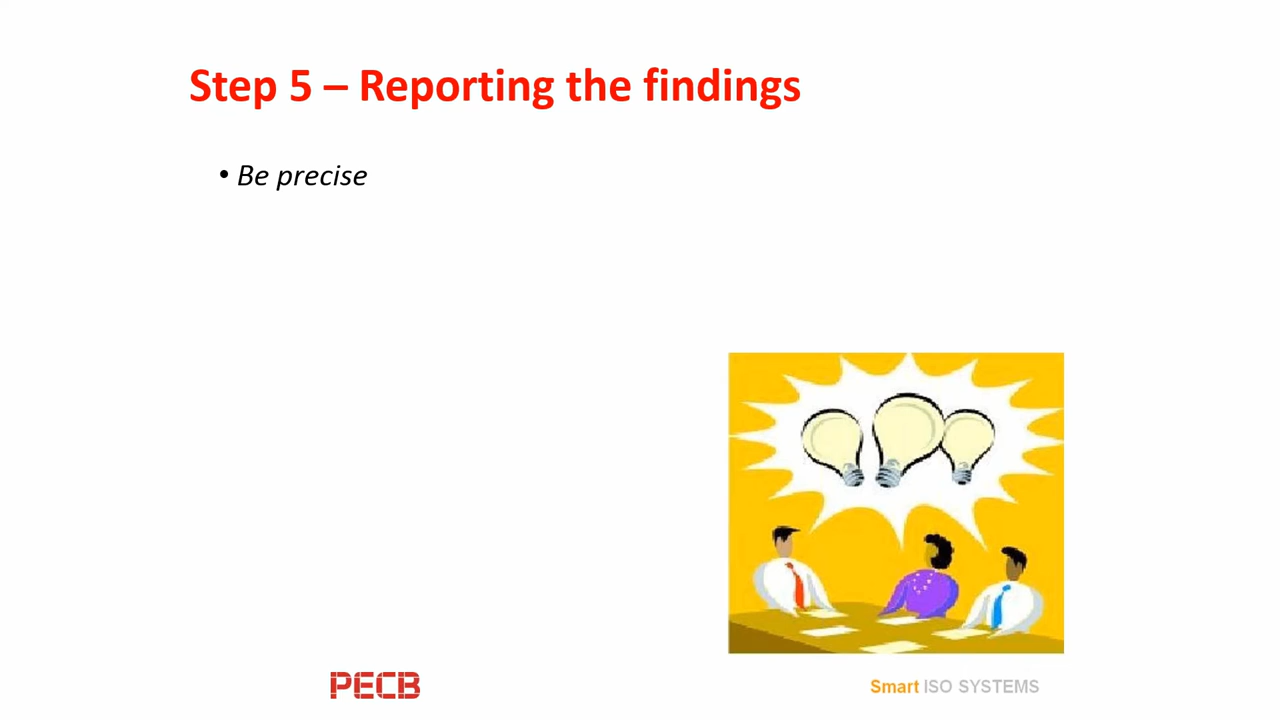 Step 5 – Reporting the findings
• Be precise
PECB
Smart ISO SYSTEMS